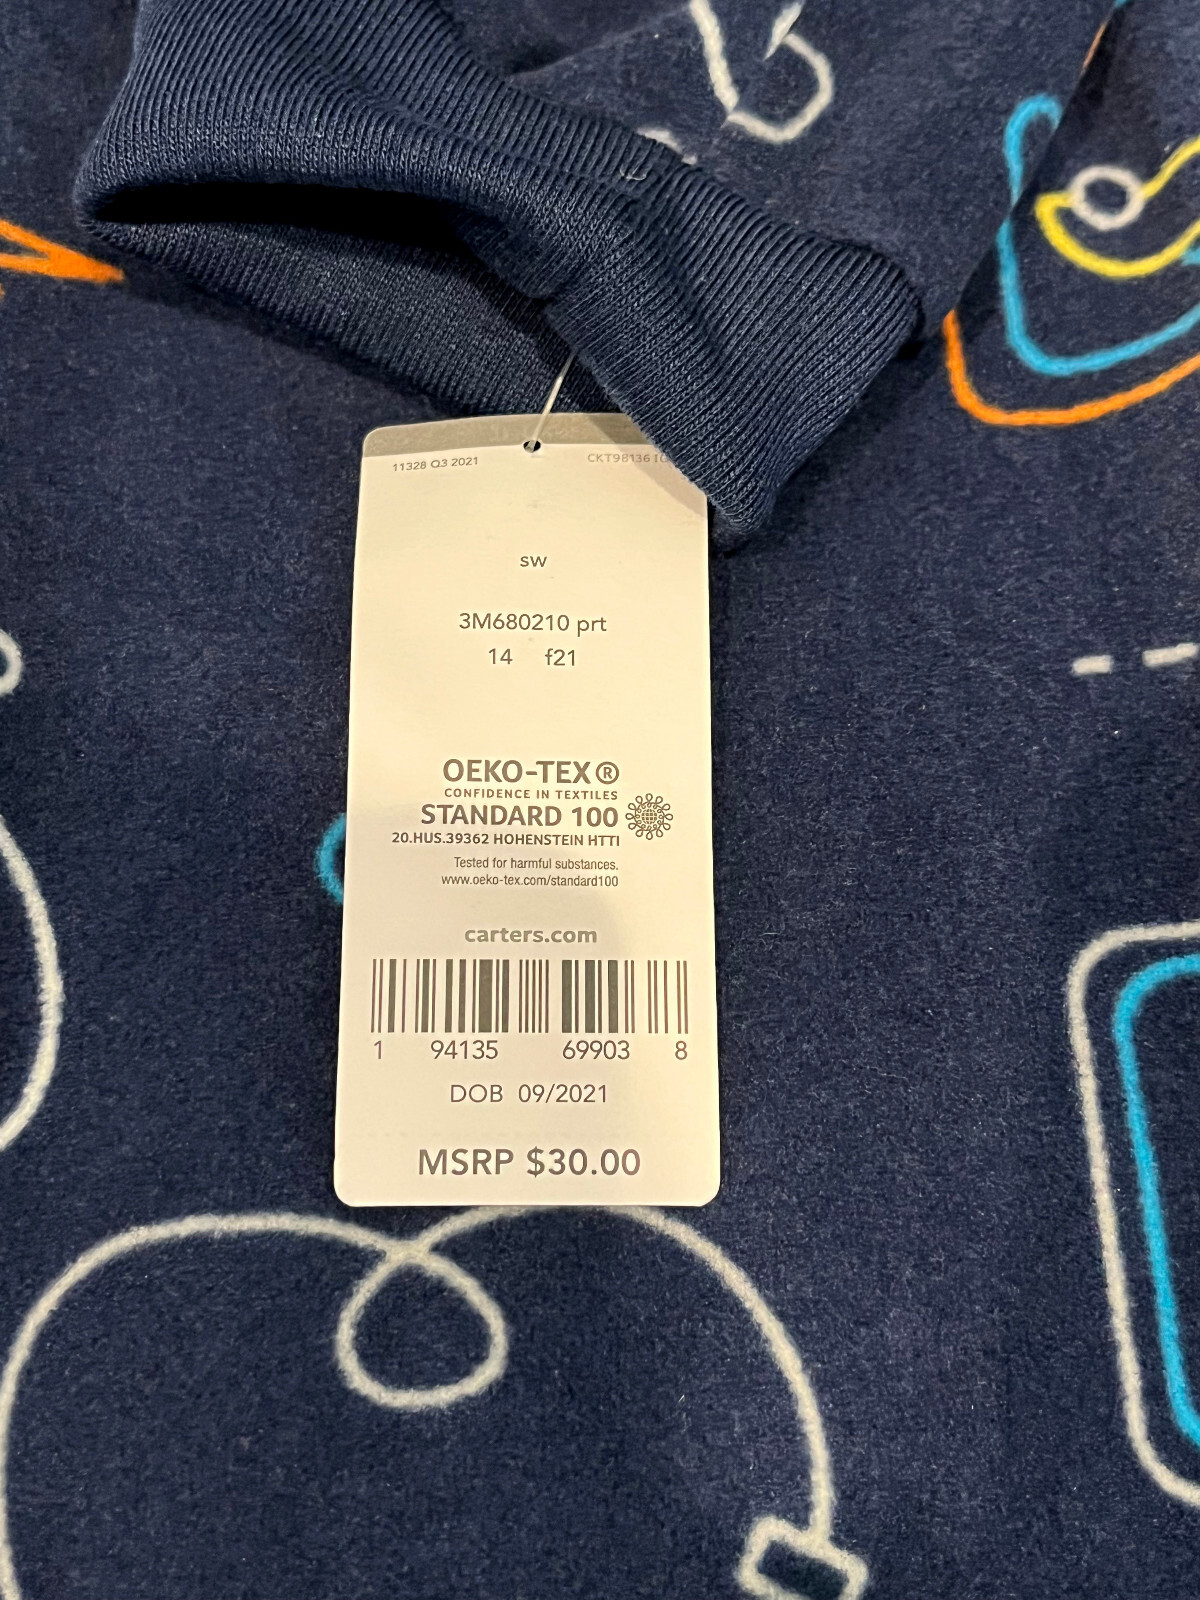 11328 Q3 2021
CKT98136
sw
3M680210 prt
14 f21
OEKO-TEX®
CONFIDENCE IN TEXTILES
STANDARD 100
20.HUS.39362 HOHENSTEIN HTTI
Tested for harmful substances.
www.oeko-tex.com/standard100
carters.com
1 94135 69903 8
DOB 09/2021
MSRP $30.00